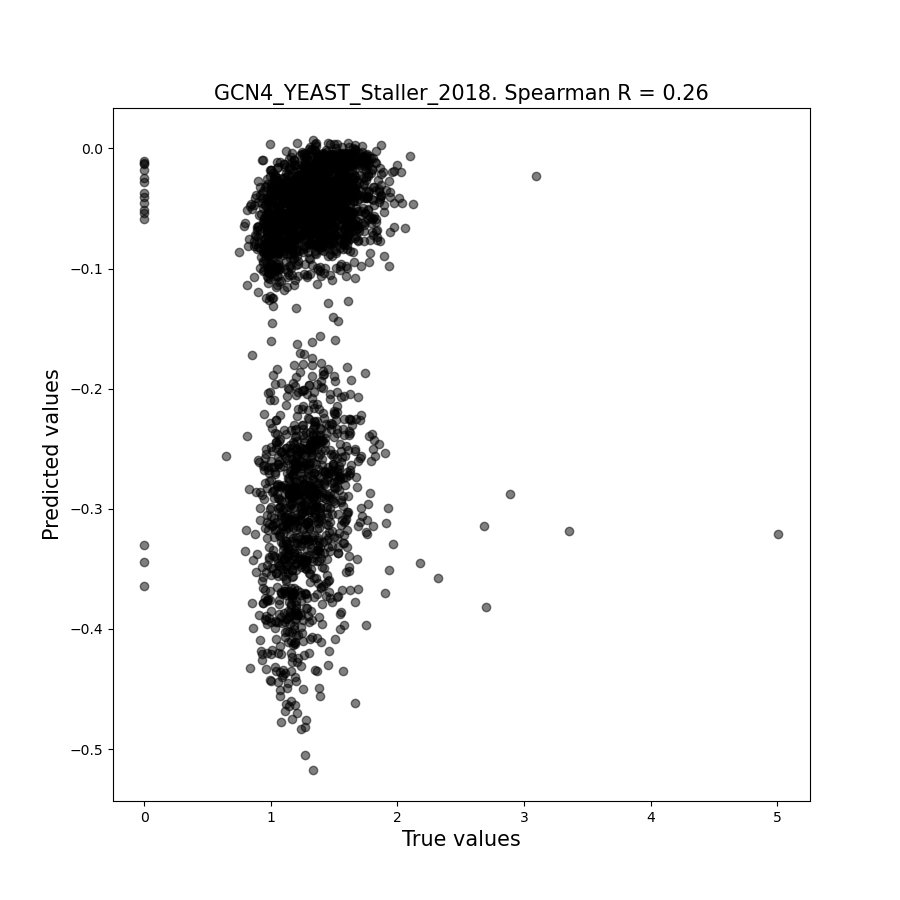 GCN4_YEAST_Staller_2018. Spearman R = 0.26
0.0
−0.1
−0.2
−0.3
−0.4
−0.5
Predicted values
0 1 2 3 4 5
True values